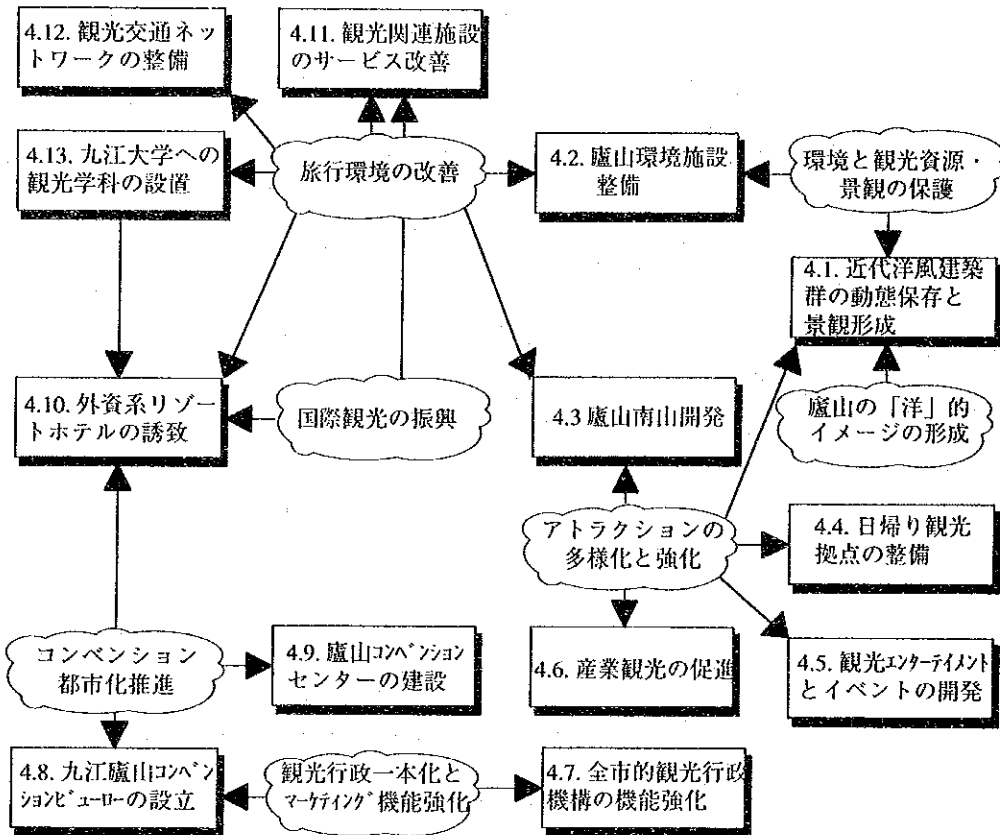 4.12. 観光交通ネッ
トワークの整備
4.11. 観光関連施設
のサービス改善
4.13. 九江大学への
観光学科の設置
旅行環境の改善
4.2. 廬山環境施設
整備
環境と観光資源・
景観の保護
4.1. 近代洋風建築
群の動態保存と
景観形成
4.10. 外資系リゾー
トホテルの誘致
国際観光の振興
4.3 廬山南山開発
廬山の「洋」的
イメージの形成
アトラクションの
多様化と強化
4.4. 日帰り観光
拠点の整備
コンベンション
都市化推進
4.9. 廬山コンベンション
センターの建設
4.6. 産業観光の促進
4.5. 観光エンターテイメント
とイベントの開発
4.8. 九江廬山コンベン
ションビューローの設立
観光行政一本化と
マーケティング機能強化
4.7. 全市的観光行政
機構の機能強化